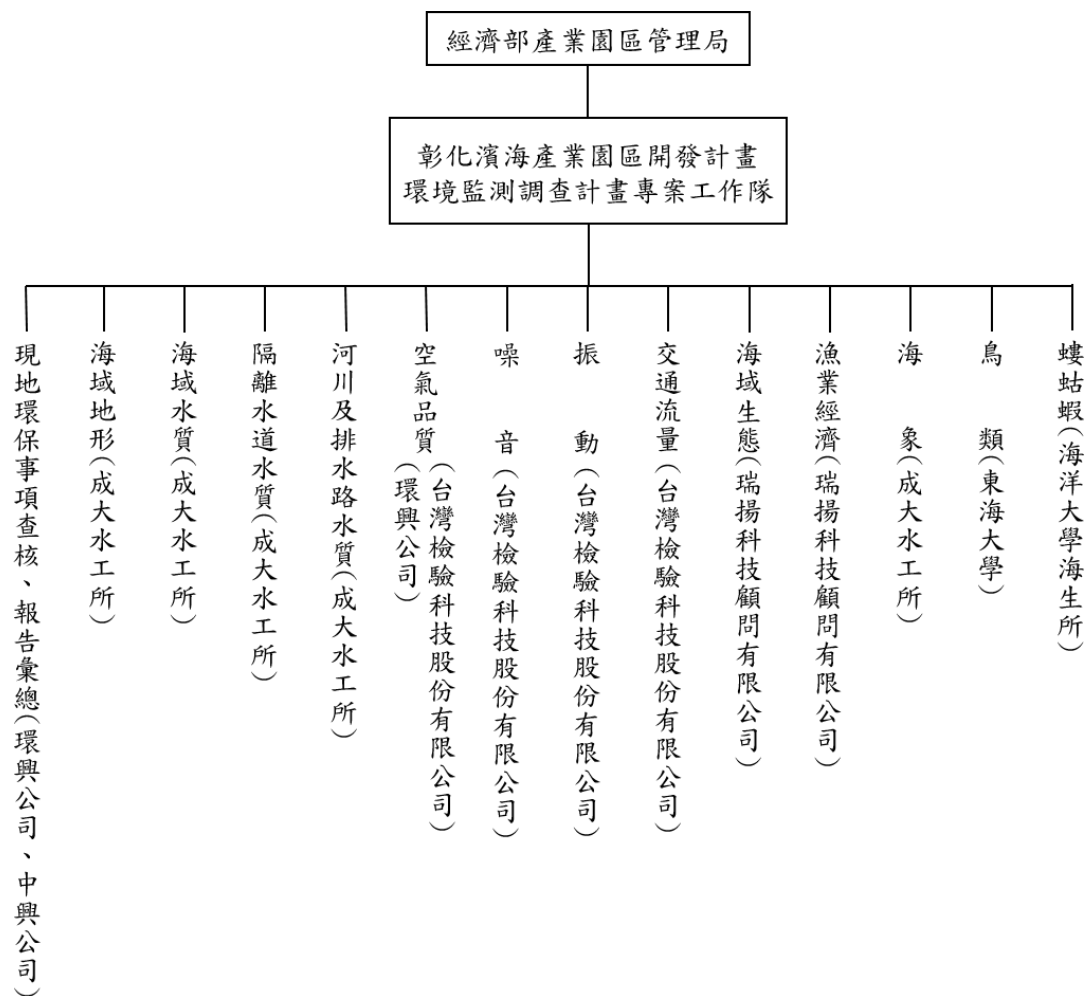 經濟部產業園區管理局
彰化濱海產業園區開發計畫
環境監測調查計畫專案工作隊
現地環保事項查核、報告彙總(環興公司、中興公司)
海域地形(成大水工所)
海域水質(成大水工所)
隔離水道水質(成大水工所)
河川及排水路水質(成大水工所)
空氣品質(台灣檢驗科技股份有限公司)
(環興公司)
噪音(台灣檢驗科技股份有限公司)
振動(台灣檢驗科技股份有限公司)
交通流量(台灣檢驗科技股份有限公司)
海域生態(瑞揚科技顧問有限公司)
漁業經濟(瑞揚科技顧問有限公司)
海象(成大水工所)
鳥類(東海大學)
螻蛄蝦(海洋大學海生所)